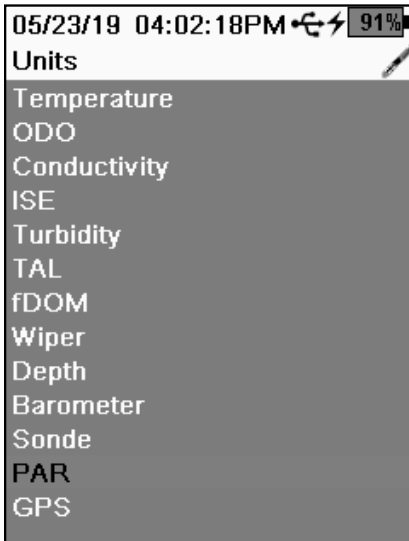 05/23/19 04:02:18PM 91%
Units
Temperature
ODO
Conductivity
ISE
Turbidity
TAL
fDOM
Wiper
Depth
Barometer
Sonde
PAR
GPS